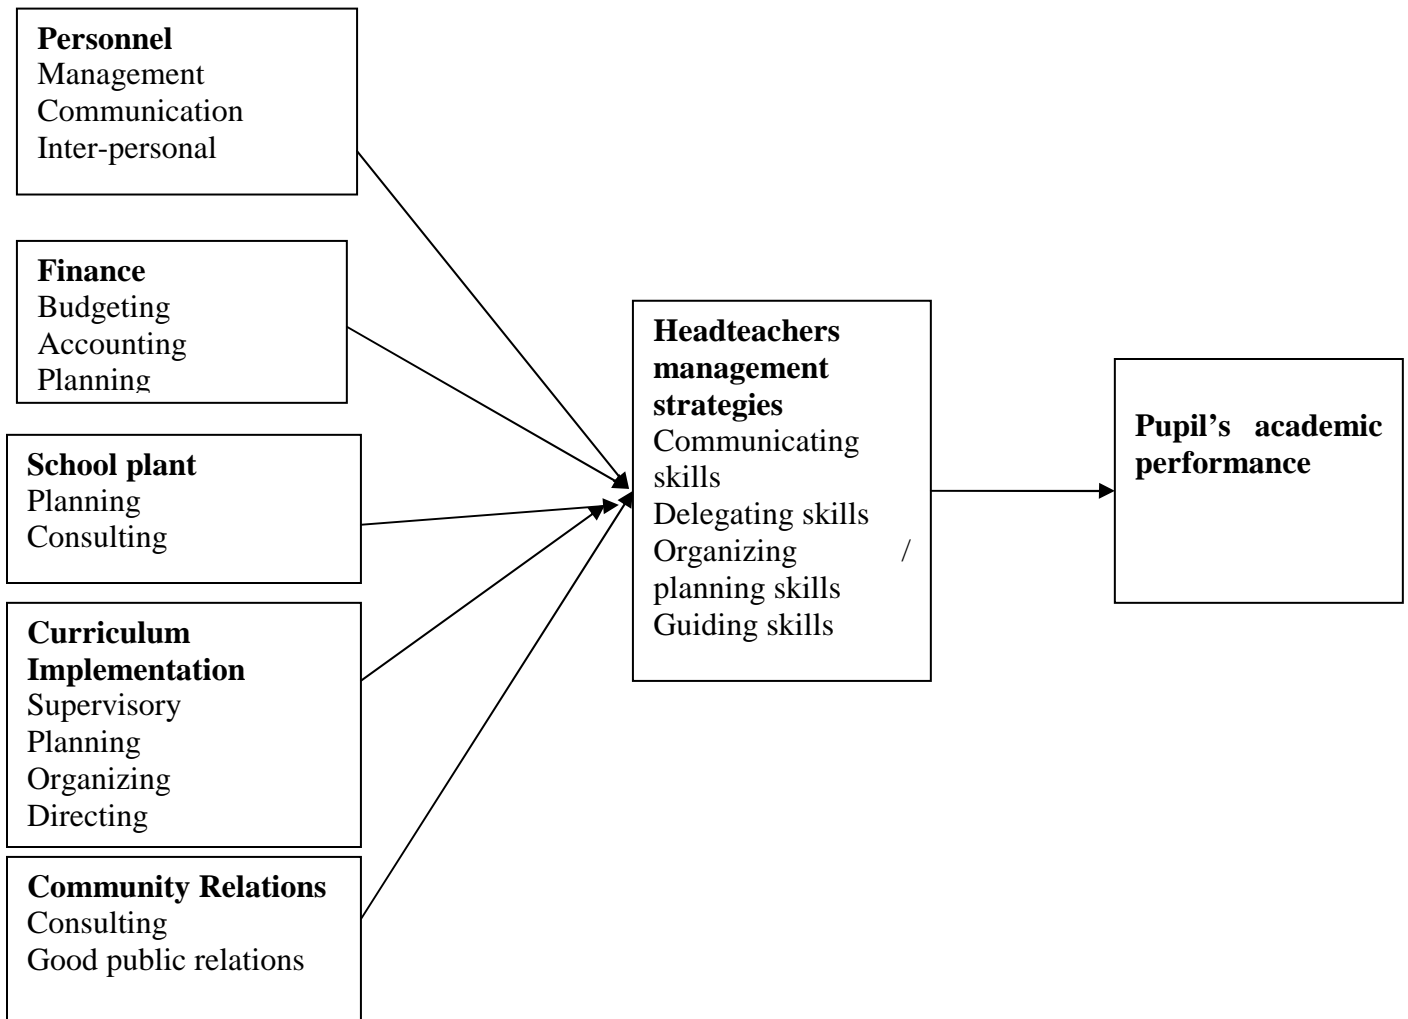 Personnel
Management
Communication
Inter-personal
Finance
Budgeting
Accounting
Planning
School plant
Planning
Consulting
Curriculum
Implementation
Supervisory
Planning
Organizing
Directing
Community Relations
Consulting
Good public relations
Headteachers
management
strategies
Communicating
skills
Delegating skills
Organizing /
planning skills
Guiding skills
Pupil’s academic
performance